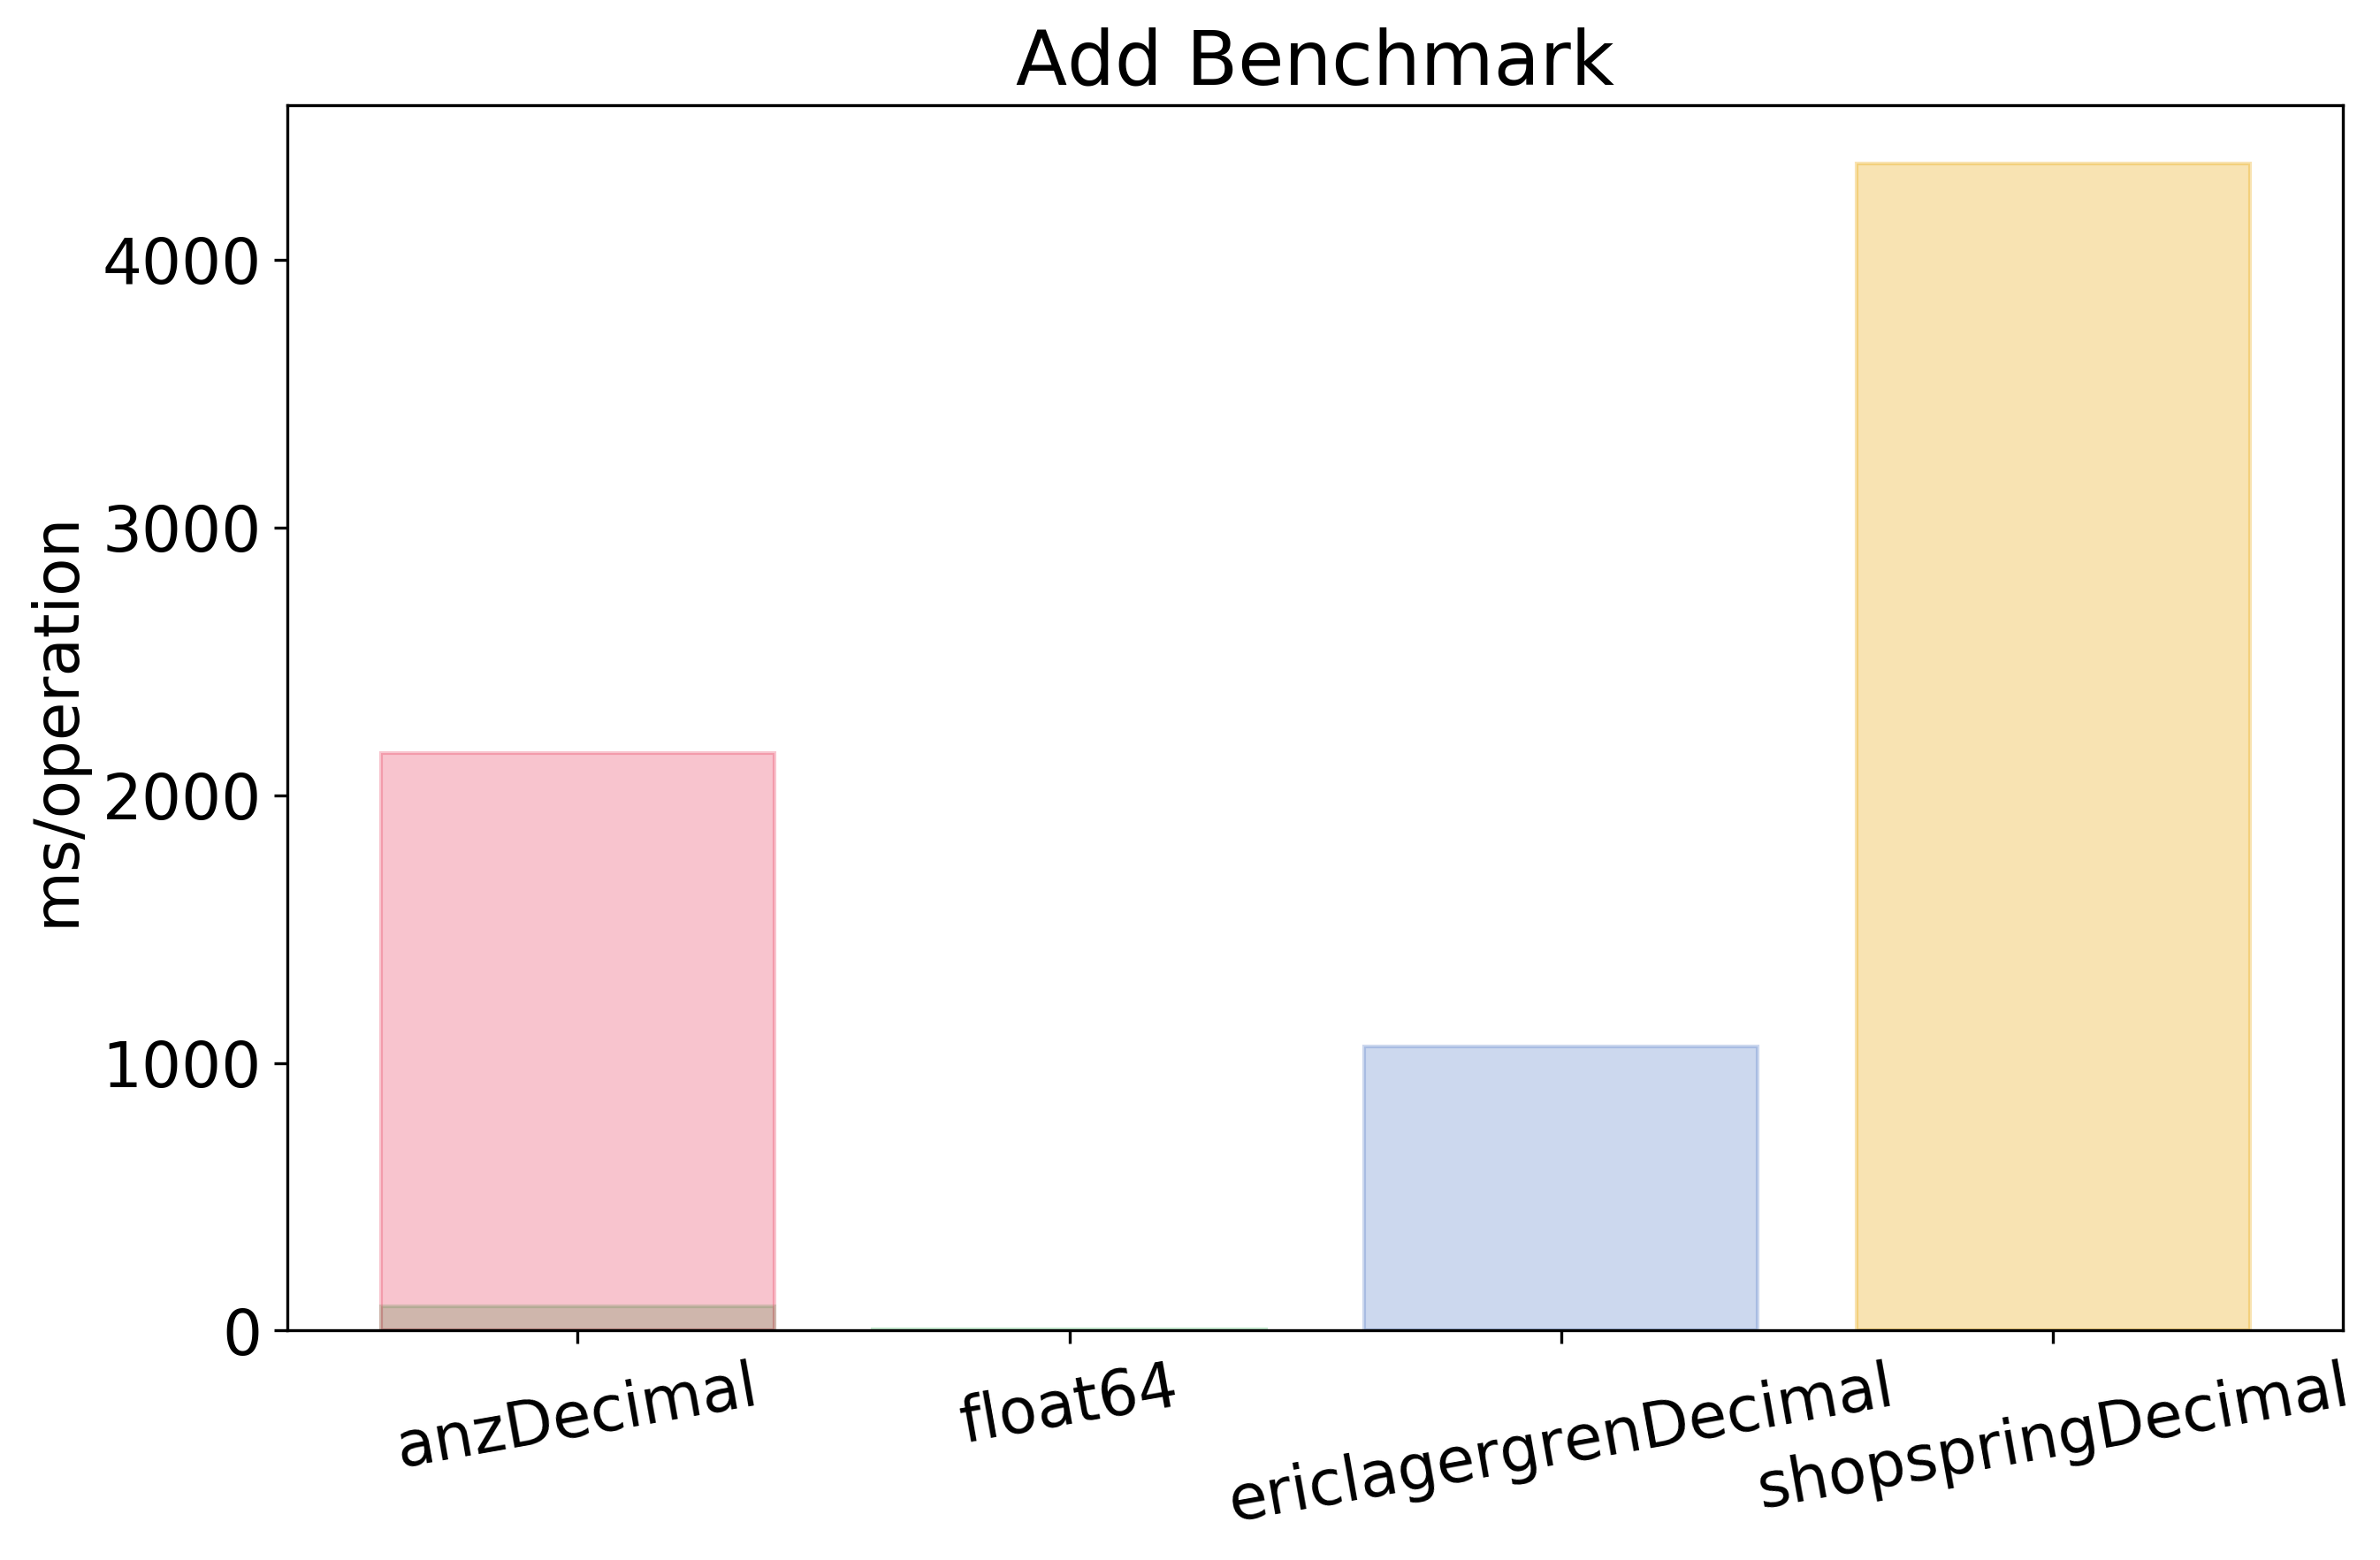 Add Benchmark
ms/operation
4000
3000
2000
1000
0
anzDecimal
float64
ericlagergrenDecimal
shopspringDecimal